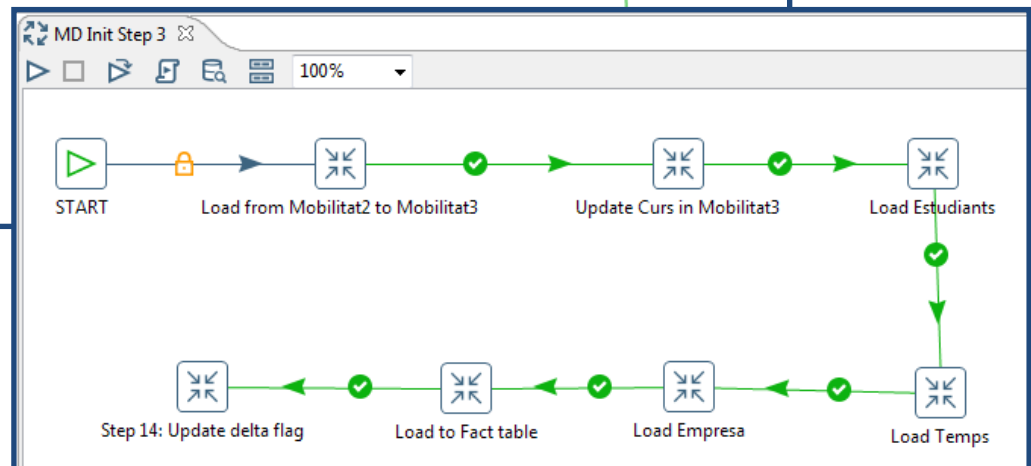 MD Init Step 3
100%
START
Load from Mobilitat2 to Mobilitat3
Update Curs in Mobilitat3
Load Estudiants
Step 14: Update delta flag
Load to Fact table
Load Empresa
Load Temps